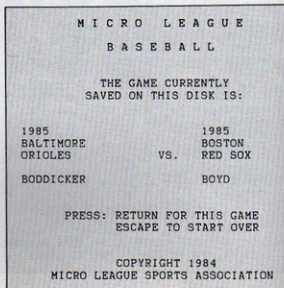 MICRO LEAGUE
BASEBALL
THE GAME CURRENTLY
SAVED ON THIS DISK IS:
1985 1985
BALTIMORE BOSTON
ORIOLES VS. RED SOX
BODDICKER BOYD
PRESS: RETURN FOR THIS GAME
ESCAPE TO START OVER
COPYRIGHT 1984
MICRO LEAGUE SPORTS ASSOCIATION